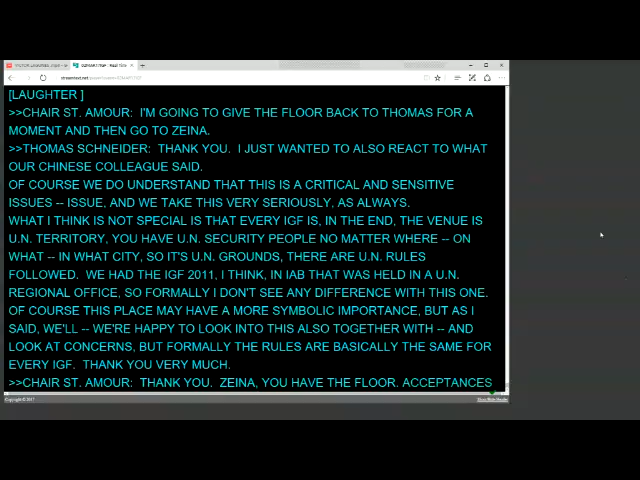 [LAUGHTER ]
>>CHAIR ST. AMOUR:  I'M GOING TO GIVE THE FLOOR BACK TO THOMAS FOR A
MOMENT AND THEN GO TO ZEINA.
>>THOMAS SCHNEIDER:  THANK YOU.  I JUST WANTED TO ALSO REACT TO WHAT
OUR CHINESE COLLEAGUE SAID.
OF COURSE WE DO UNDERSTAND THAT THIS IS A CRITICAL AND SENSITIVE
ISSUES -- ISSUE, AND WE TAKE THIS VERY SERIOUSLY, AS ALWAYS.
WHAT I THINK IS NOT SPECIAL IS THAT EVERY IGF IS, IN THE END, THE VENUE IS
U.N. TERRITORY, YOU HAVE U.N. SECURITY PEOPLE NO MATTER WHERE -- ON
WHAT -- IN WHAT CITY, SO IT'S U.N. GROUNDS, THERE ARE U.N. RULES
FOLLOWED.  WE HAD THE IGF 2011, I THINK, IN IAB THAT WAS HELD IN A U.N.
REGIONAL OFFICE, SO FORMALLY I DON'T SEE ANY DIFFERENCE WITH THIS ONE.
OF COURSE THIS PLACE MAY HAVE A MORE SYMBOLIC IMPORTANCE, BUT AS I
SAID, WE'LL -- WE'RE HAPPY TO LOOK INTO THIS ALSO TOGETHER WITH -- AND
LOOK AT CONCERNS, BUT FORMALLY THE RULES ARE BASICALLY THE SAME FOR
EVERY IGF.  THANK YOU VERY MUCH.
>>CHAIR ST. AMOUR:  THANK YOU.  ZEINA, YOU HAVE THE FLOOR. ACCEPTANCES
Copyright © 2017